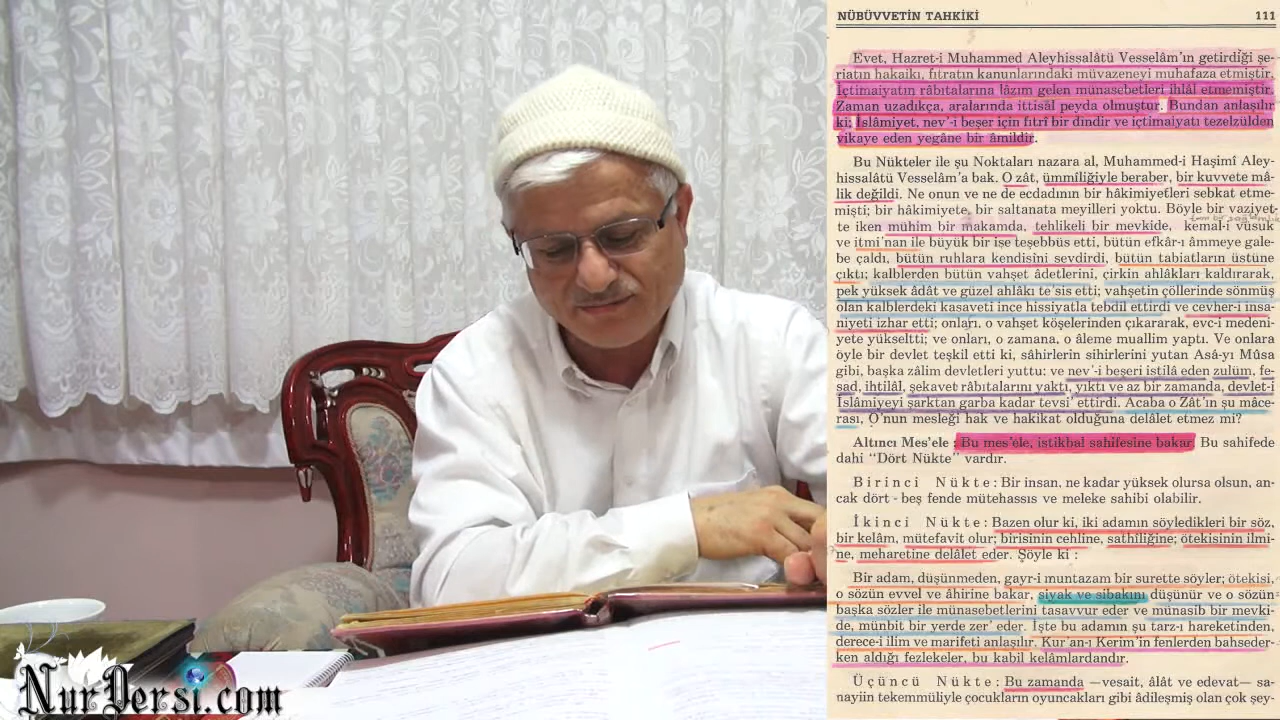 NÜBÜVVETİN TAHKİKİ 111
Evet, Hazret-i Muhammed Aleyhissalâtü Vesselâm'ın getirdiği şe-
riatın hakaikı, fıtratın kanunlarındaki müvazeneyi muhafaza etmiştir.
İçtimaiyatın râbıtalarına lâzım gelen münasebetleri ihlâl etmemiştir.
Zaman uzadıkça, aralarında ittisâl peyda olmuştur. Bundan anlaşılır
ki; İslâmiyet, nev'-i beşer için fıtrî bir dindir ve içtimaiyatı tezelzülden
vikaye eden yegâne bir âmildir.
Bu Nükteler ile şu Noktaları nazara al, Muhammed-i Haşimî Aley-
hissalâtü Vesselâm'a bak. O zât, ümmîliğiyle beraber, bir kuvvete mâ-
lik değildi. Ne onun ve ne de ecdadının bir hâkimiyetleri sebkat etme-
mişti; bir hâkimiyete, bir saltanata meyilleri yoktu. Böyle bir vaziyet-
te iken mühim bir makamda, tehlikeli bir mevkide, kemal-i vüsuk
ve itmi'nan ile büyük bir işe teşebbüs etti, bütün efkâr-ı âmmeye gale-
be çaldı, bütün ruhlara kendisini sevdirdi, bütün tabiatların üstüne
çıktı; kalblerden bütün vahşet âdetlerini, çirkin ahlâkları kaldırarak,
pek yüksek âdât ve güzel ahlâkı te'sis etti; vahşetin çöllerinde sönmüş
olan kalblerdeki kasaveti ince hissiyatla tebdil ettirdi ve cevher-i insa-
niyeti izhar etti; onları, o vahşet köşelerinden çıkararak, evc-i medeni-
yete yükseltti; ve onları, o zamana, o âleme muallim yaptı. Ve onlara
öyle bir devlet teşkil etti ki, sâhirlerin sihirlerini yutan Asâ-yı Mûsa
gibi, başka zâlim devletleri yuttu ve nev'-i beşeri istilâ eden zulüm, fe-
sad, ihtilâl, şekavet râbıtalarını yaktı, yıktı ve az bir zamanda, devlet-i
İslâmiyeyi şarktan garba kadar tevsi' ettirdi. Acaba o Zât'ın şu mâce-
rası, O'nun mesleği hak ve hakikat olduğuna delâlet etmez mi?
Altıncı Mes'ele : Bu mes'ele, istikbal sahifesine bakar. Bu sahifede
dahi "Dört Nükte" vardır.
Birinci Nükte: Bir insan, ne kadar yüksek olursa olsun, an-
cak dört - beş fende mütehassıs ve meleke sahibi olabilir.
İkinci Nükte: Bazen olur ki, iki adamın söyledikleri bir söz,
bir kelâm, mütefavit olur; birisinin cehline, sathîliğine; ötekisinin ilmi-
ne, meharetine delâlet eder. Şöyle ki :
Bir adam, düşünmeden, gayr-i muntazam bir surette söyler, ötekisi,
o sözün evvel ve âhirine bakar, siyak ve sibakını düşünür ve o sözün
başka sözler ile münasebetlerini tasavvur eder ve münasib bir mevki-
de, münbit bir yerde zer' eder. İşte bu adamın şu tarz-ı hareketinden,
derece-i ilim ve marifeti anlaşılır. Kur'an-ı Kerim'in fenlerden bahseder-
ken aldığı fezlekeler, bu kabil kelâmlardandır.
Üçüncü Nükte: Bu zamanda —vesait, âlât ve edevat— sa-
nayiin tekemmülüyle çocukların oyuncakları gibi âdileşmiş olan çok şey-
NurDersi.com